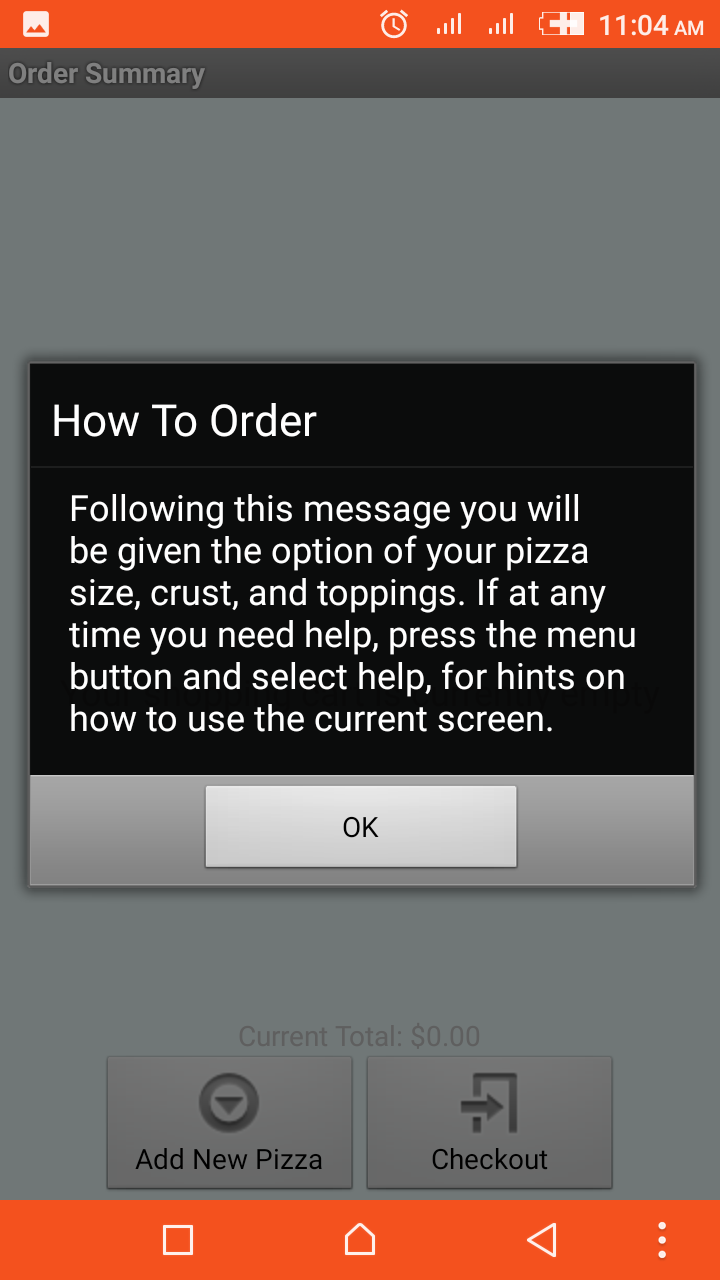 11:04 AM
Order Summary
How To Order
Following this message you will
be given the option of your pizza
size, crust, and toppings. If at any
time you need help, press the menu
button and select help, for hints on
how to use the current screen.
OK
Current Total: $0.00
Add New Pizza
Checkout